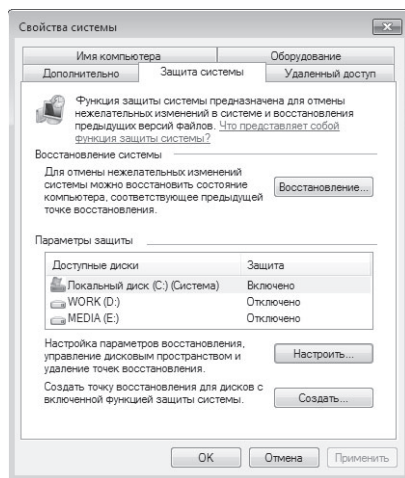 Свойства системы
Имя компьютера
Оборудование
Дополнительно
Защита системы
Удаленный доступ
Функция защиты системы предназначена для отмены
нежелательных изменений в системе и восстановления
предыдущих версий файлов. Что представляет собой
функция защиты системы?
Восстановление системы
Для отмены нежелательных изменений
системы можно восстановить состояние
компьютера, соответствующее предыдущей
точке восстановления.
Восстановление...
Параметры защиты
Доступные диски Защита
Локальный диск (C:) (Система) Включено
WORK (D:) Отключено
MEDIA (E:) Отключено
Настройка параметров восстановления,
управление дисковым пространством и
удаление точек восстановления.
Настроить...
Создать точку восстановления для дисков с
включенной функцией защиты системы.
Создать...
OK
Отмена
Применить